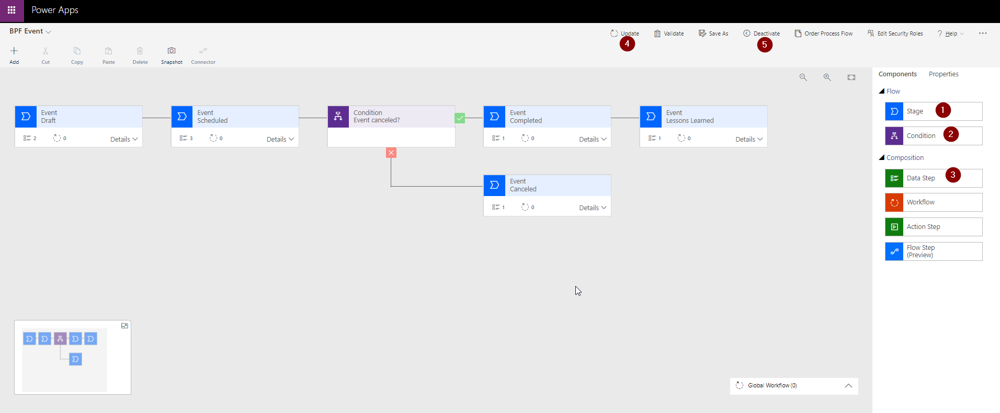 Power Apps
BPF Event
Update
Validate
Save As
Deactivate
Order Process Flow
Edit Security Roles
? Help
4
5
Add
Cut
Copy
Paste
Delete
Snapshot
Connector
Components
Properties
Flow
Stage
1
Condition
2
Composition
Data Step
3
Workflow
Action Step
Flow Step
(Preview)
Event
Draft
2
0
Details
Event
Scheduled
3
0
Details
Condition
Event canceled?
Event
Completed
1
0
Details
Event
Lessons Learned
1
0
Details
Event
Canceled
1
0
Details
Global Workflow (0)